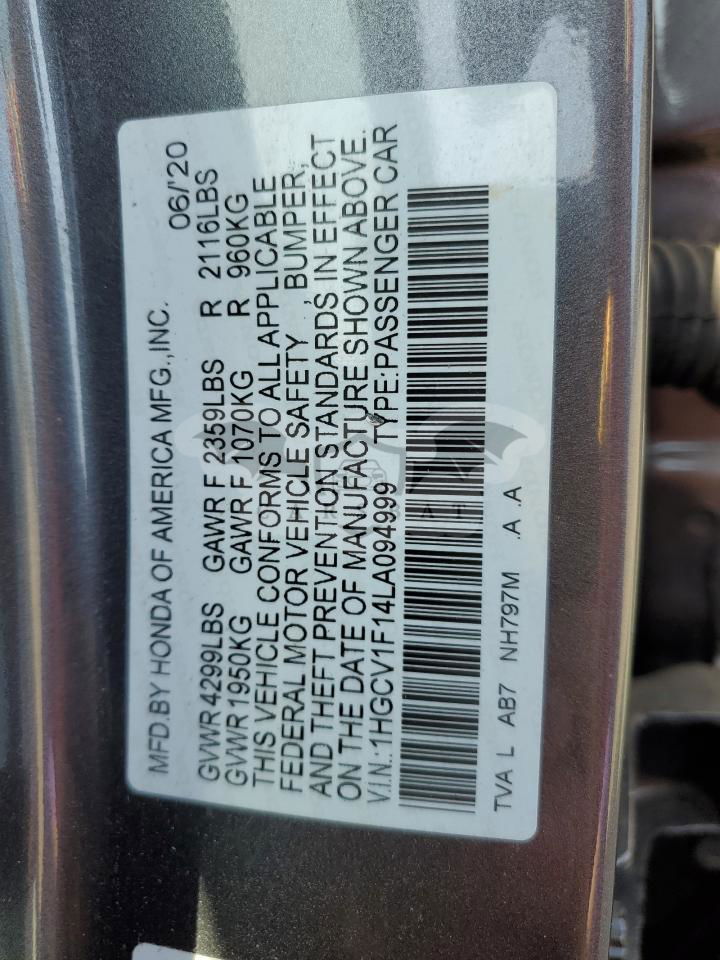 MFD.BY HONDA OF AMERICA MFG.,INC. 06/'20
GVWR4299LBS GAWR F 2359LBS R 2116LBS
GVWR1950KG GAWR F 1070KG R 960KG
THIS VEHICLE CONFORMS TO ALL APPLICABLE
FEDERAL MOTOR VEHICLE SAFETY , BUMPER,
AND THEFT PREVENTION STANDARDS, IN EFFECT
ON THE DATE OF MANUFACTURE SHOWN ABOVE.
V.I.N.:1HGCV1F14LA094999 TYPE:PASSENGER CAR
TVA L AB7 NH797M .A .A